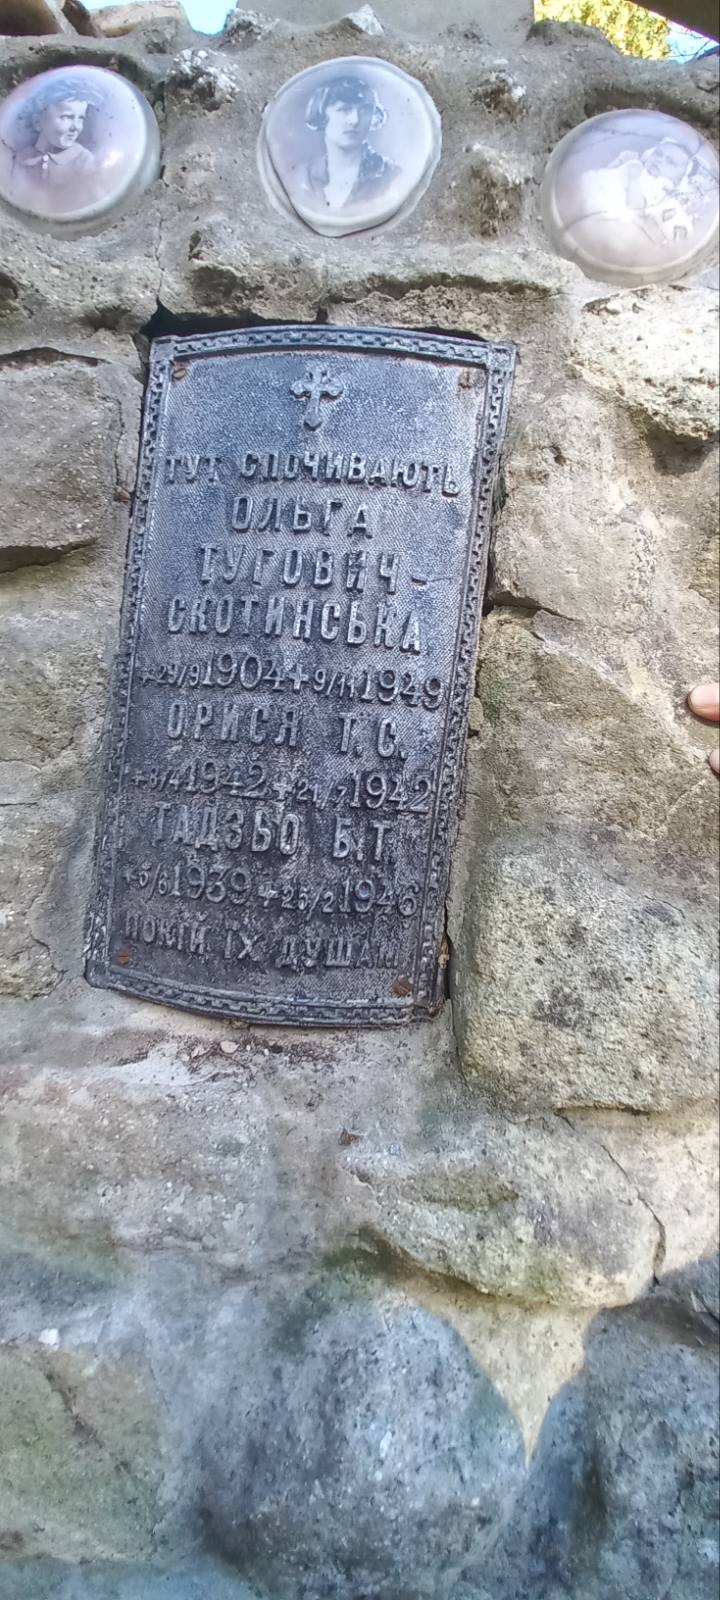 ТУТ СПОЧИВАЮТЬ
ОЛЬГА
ТУГОВИЧ-
СКОТИНСЬКА
+29/9 1904 + 9/11 1949
ОРИСЯ Т. С.
+8/4 1942 + 21/7 1942
ТАДЗЬО Б.Т.
+5/6 1939 + 25/2 1946
ПОКІЙ ЇХ ДУШАМ